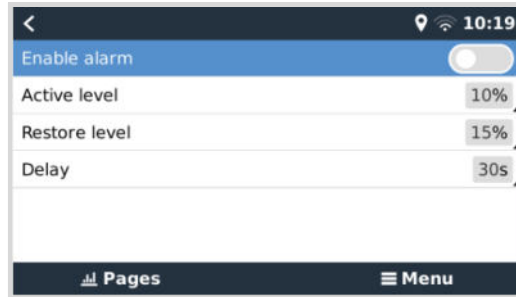 10:19
Enable alarm
Active level 10%
Restore level 15%
Delay 30s
Pages Menu